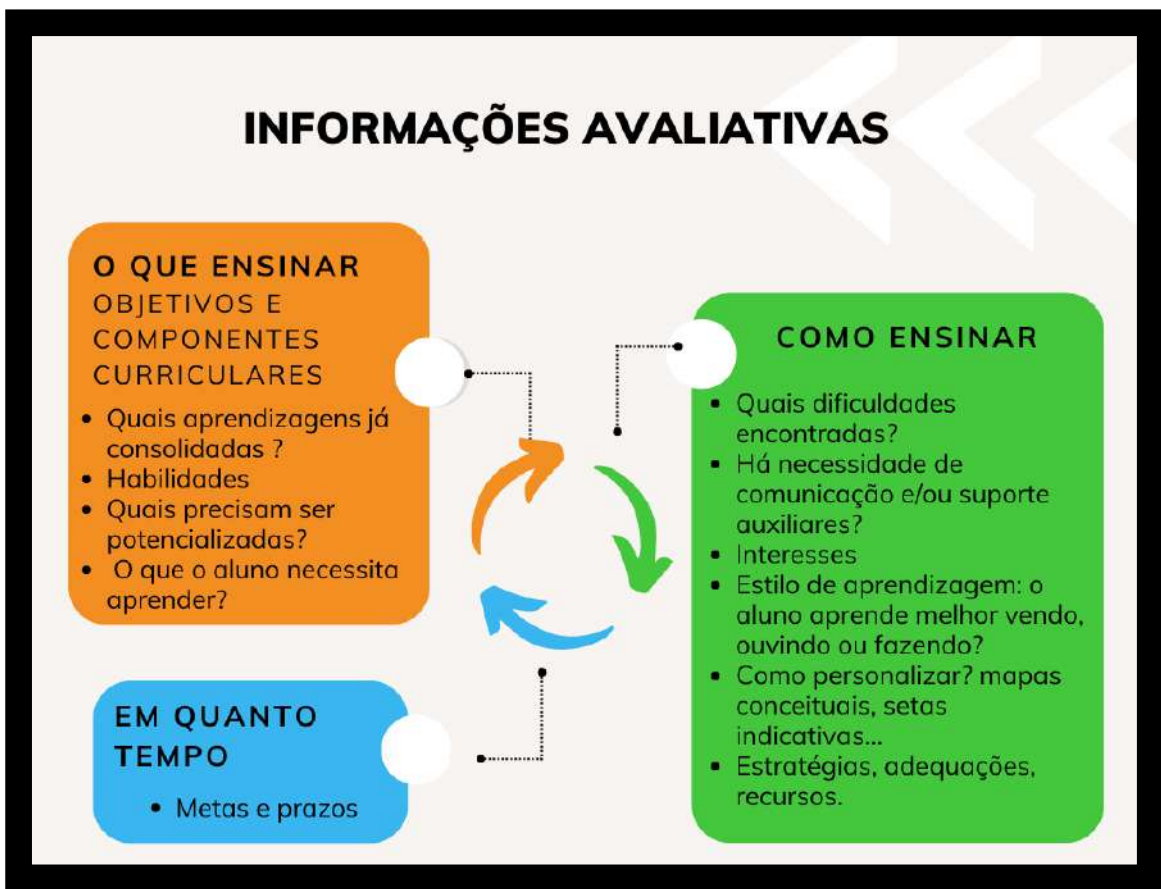 INFORMAÇÕES AVALIATIVAS
O QUE ENSINAR
OBJETIVOS E
COMPONENTES
CURRICULARES
• Quais aprendizagens já
consolidadas ?
• Habilidades
• Quais precisam ser
potencializadas?
• O que o aluno necessita
aprender?
EM QUANTO
TEMPO
• Metas e prazos
COMO ENSINAR
• Quais dificuldades
encontradas?
• Há necessidade de
comunicação e/ou suporte
auxiliares?
• Interesses
• Estilo de aprendizagem: o
aluno aprende melhor vendo,
ouvindo ou fazendo?
• Como personalizar? mapas
conceituais, setas
indicativas...
• Estratégias, adequações,
recursos.